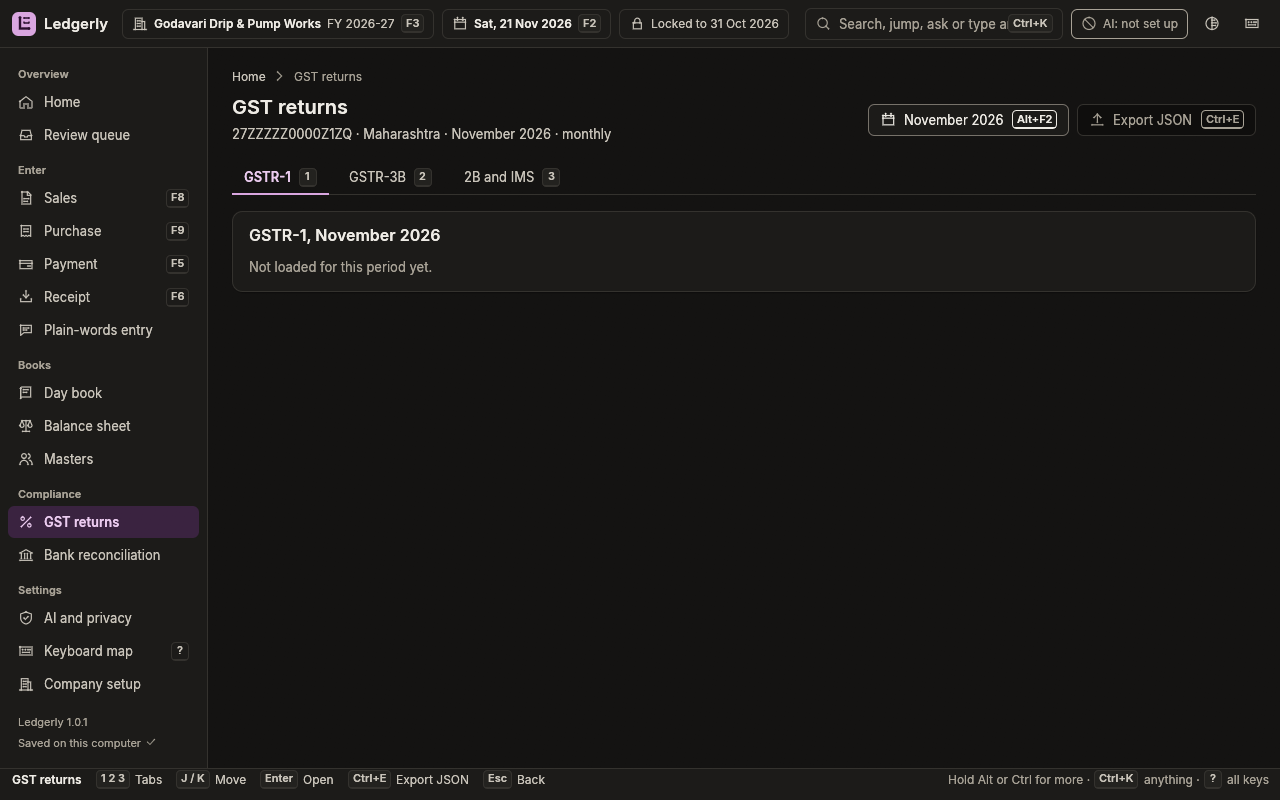 Ledgerly
Godavari Drip & Pump Works FY 2026-27 F3
Sat, 21 Nov 2026 F2
Locked to 31 Oct 2026
Search, jump, ask or type a Ctrl+K
AI: not set up
Overview
Home
Review queue
Enter
Sales F8
Purchase F9
Payment F5
Receipt F6
Plain-words entry
Books
Day book
Balance sheet
Masters
Compliance
GST returns
Bank reconciliation
Settings
AI and privacy
Keyboard map ?
Company setup
Ledgerly 1.0.1
Saved on this computer
Home GST returns
GST returns
27ZZZZZ0000Z1ZQ · Maharashtra · November 2026 · monthly
November 2026 Alt+F2
Export JSON Ctrl+E
GSTR-1 1
GSTR-3B 2
2B and IMS 3
GSTR-1, November 2026
Not loaded for this period yet.
GST returns 1 2 3 Tabs J / K Move Enter Open Ctrl+E Export JSON Esc Back
Hold Alt or Ctrl for more · Ctrl+K anything · ? all keys